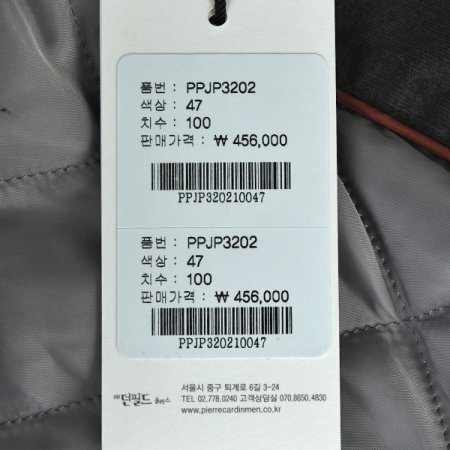 품번 : PPJP3202
색상 : 47
치수 : 100
판매가격 : ₩ 456,000
PPJP320210047
품번 : PPJP3202
색상 : 47
치수 : 100
판매가격 : ₩ 456,000
PPJP320210047
던필드
서울시 중구 퇴계로 6길 3-24
TEL 02.778.0240 고객상담실 070.8650.4830
www.pierrecardinmen.co.kr